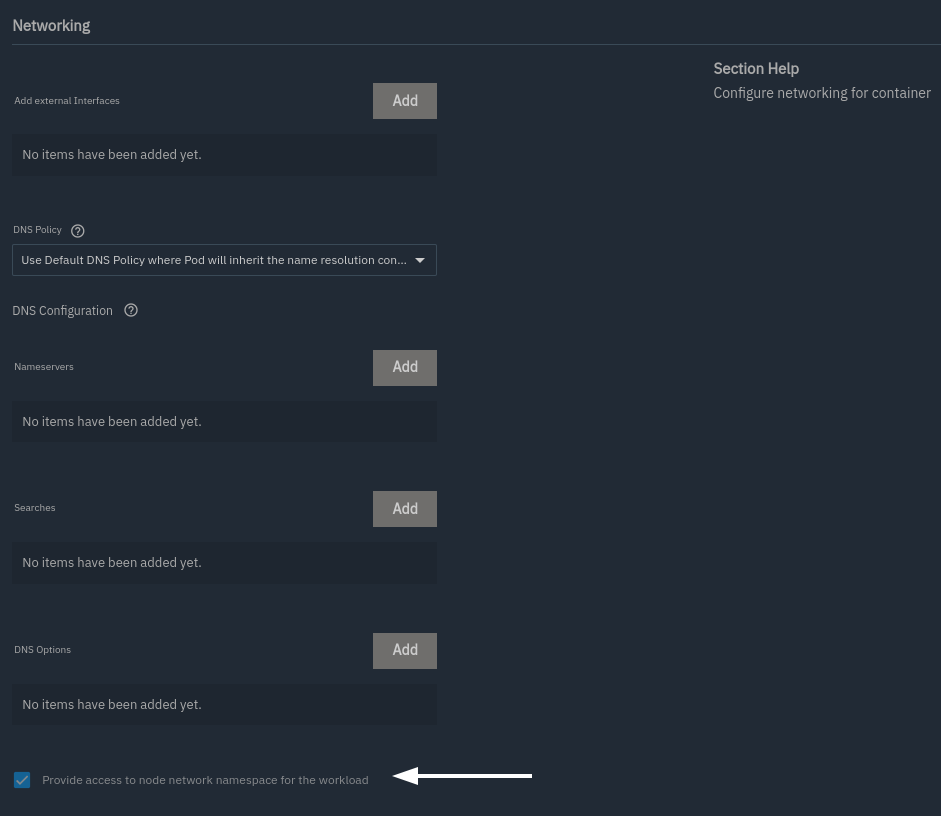 Networking
Section Help
Configure networking for container
Add external Interfaces
Add
No items have been added yet.
DNS Policy
Use Default DNS Policy where Pod will inherit the name resolution con...
DNS Configuration
Nameservers
Add
No items have been added yet.
Searches
Add
No items have been added yet.
DNS Options
Add
No items have been added yet.
Provide access to node network namespace for the workload